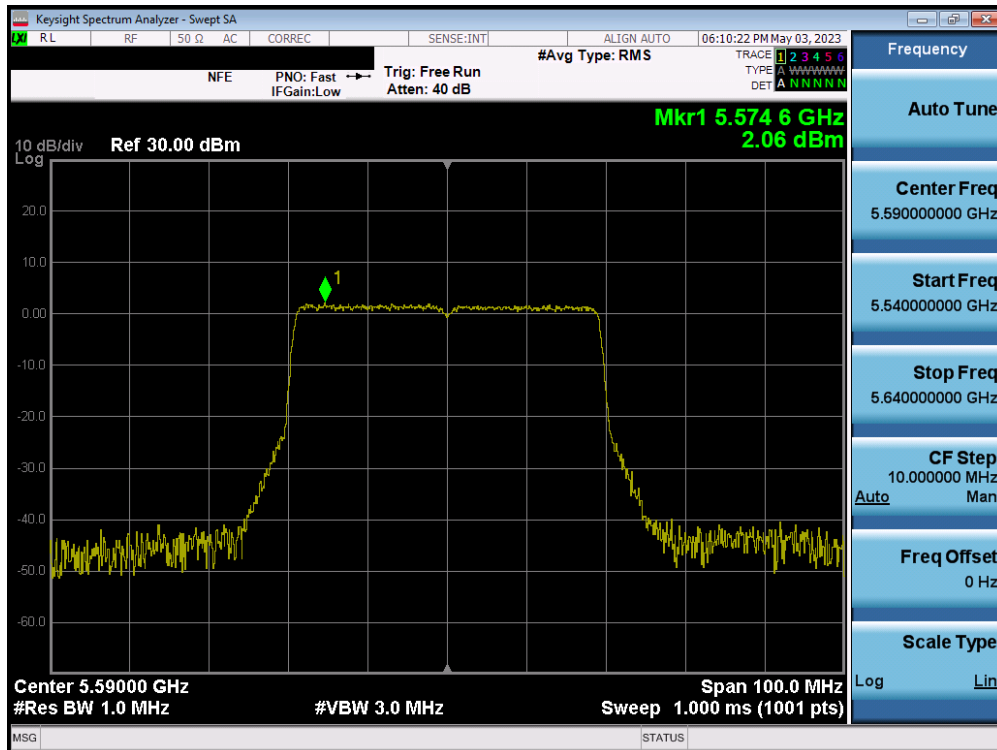 Keysight Spectrum Analyzer - Swept SA
LXI RL RF 50 Ω AC CORREC SENSE:INT ALIGN AUTO 06:10:22 PM May 03, 2023
NFE PNO: Fast Trig: Free Run #Avg Type: RMS TRACE 1 2 3 4 5 6
IFGain:Low Atten: 40 dB TYPE A WWWWW
DET A N N N N N
Mkr1 5.574 6 GHz
2.06 dBm
10 dB/div Ref 30.00 dBm
Log
1
20.0
10.0
0.00
-10.0
-20.0
-30.0
-40.0
-50.0
-60.0
Center 5.59000 GHz Span 100.0 MHz
#Res BW 1.0 MHz #VBW 3.0 MHz Sweep 1.000 ms (1001 pts)
MSG STATUS
Frequency
Auto Tune
Center Freq
5.590000000 GHz
Start Freq
5.540000000 GHz
Stop Freq
5.640000000 GHz
CF Step
10.000000 MHz
Auto Man
Freq Offset
0 Hz
Scale Type
Log Lin